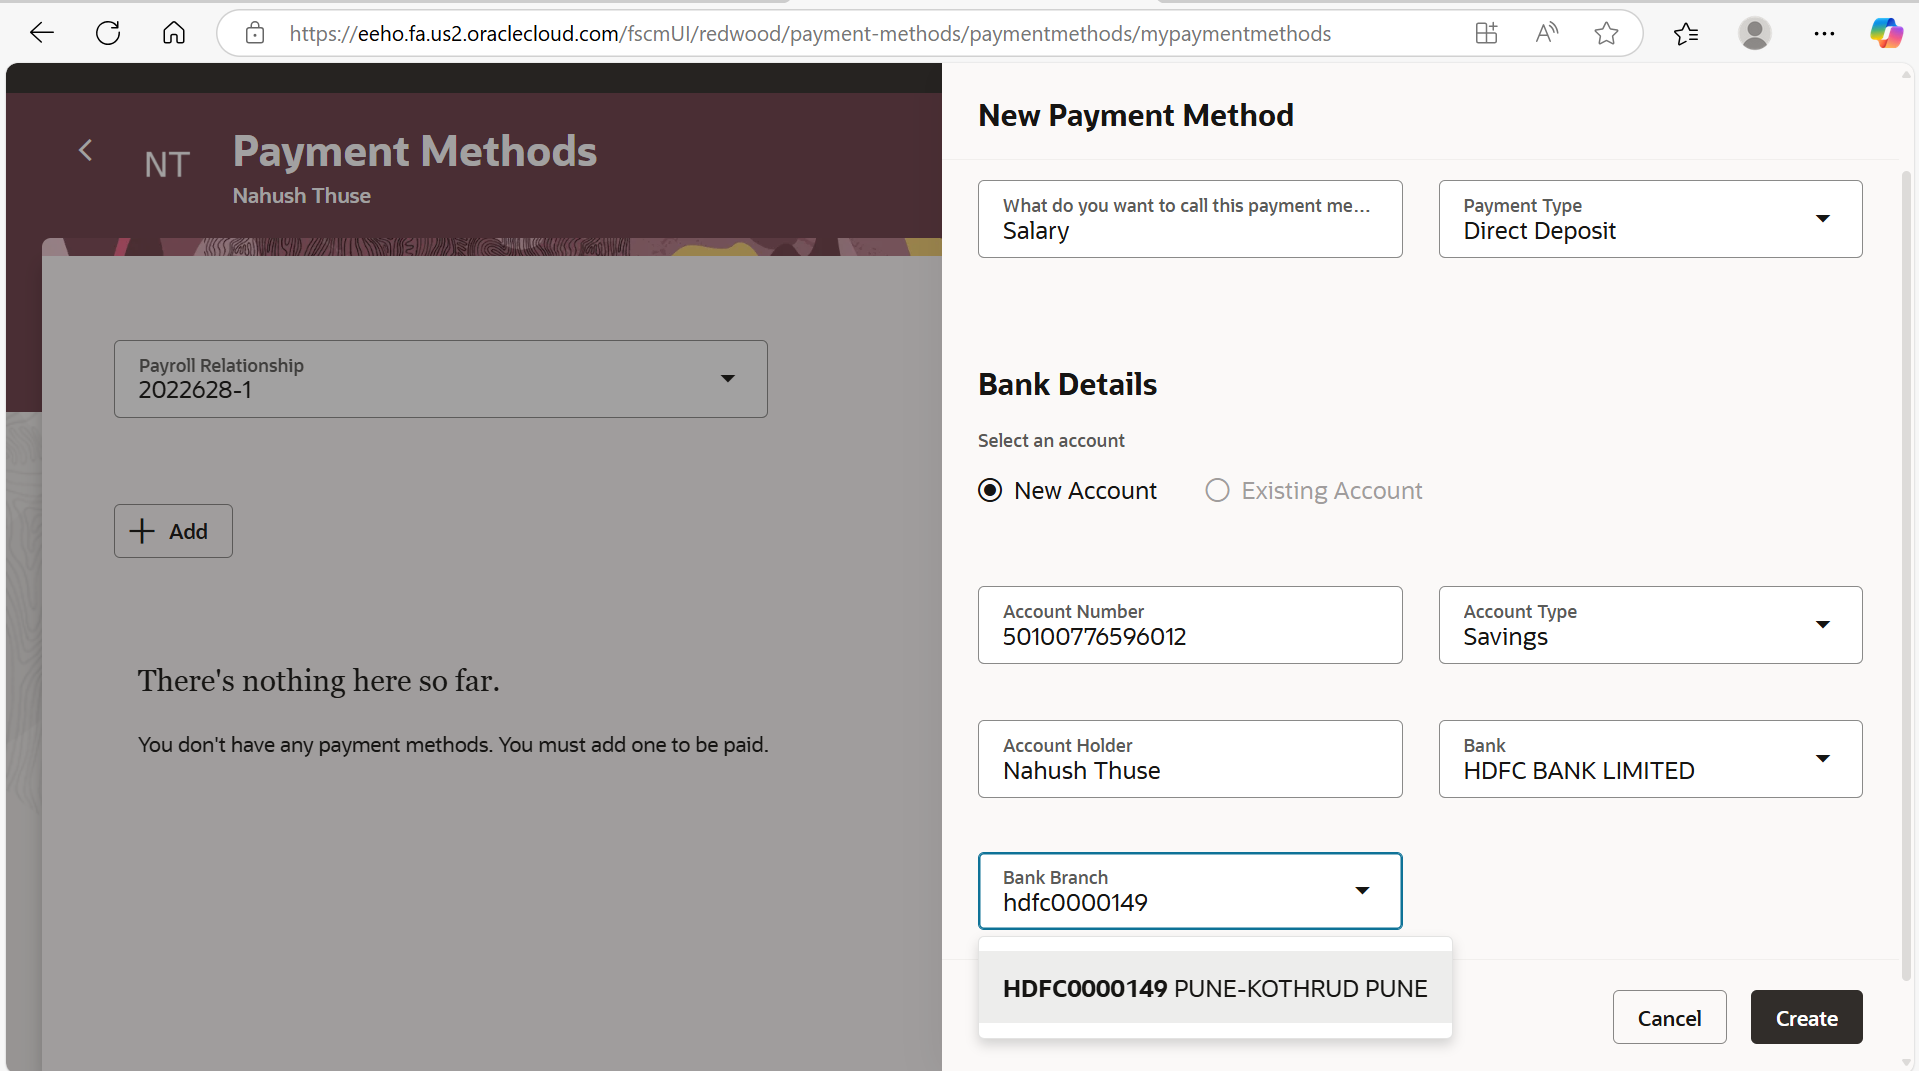 https://eeho.fa.us2.oraclecloud.com/fscmUI/redwood/payment-methods/paymentmethods/mypaymentmethods
NT
Payment Methods
Nahush Thuse
Payroll Relationship
2022628-1
Add
There's nothing here so far.
You don't have any payment methods. You must add one to be paid.
New Payment Method
What do you want to call this payment me...
Salary
Payment Type
Direct Deposit
Bank Details
Select an account
New Account
Existing Account
Account Number
50100776596012
Account Type
Savings
Account Holder
Nahush Thuse
Bank
HDFC BANK LIMITED
Bank Branch
hdfc0000149
HDFC0000149 PUNE-KOTHRUD PUNE
Cancel
Create